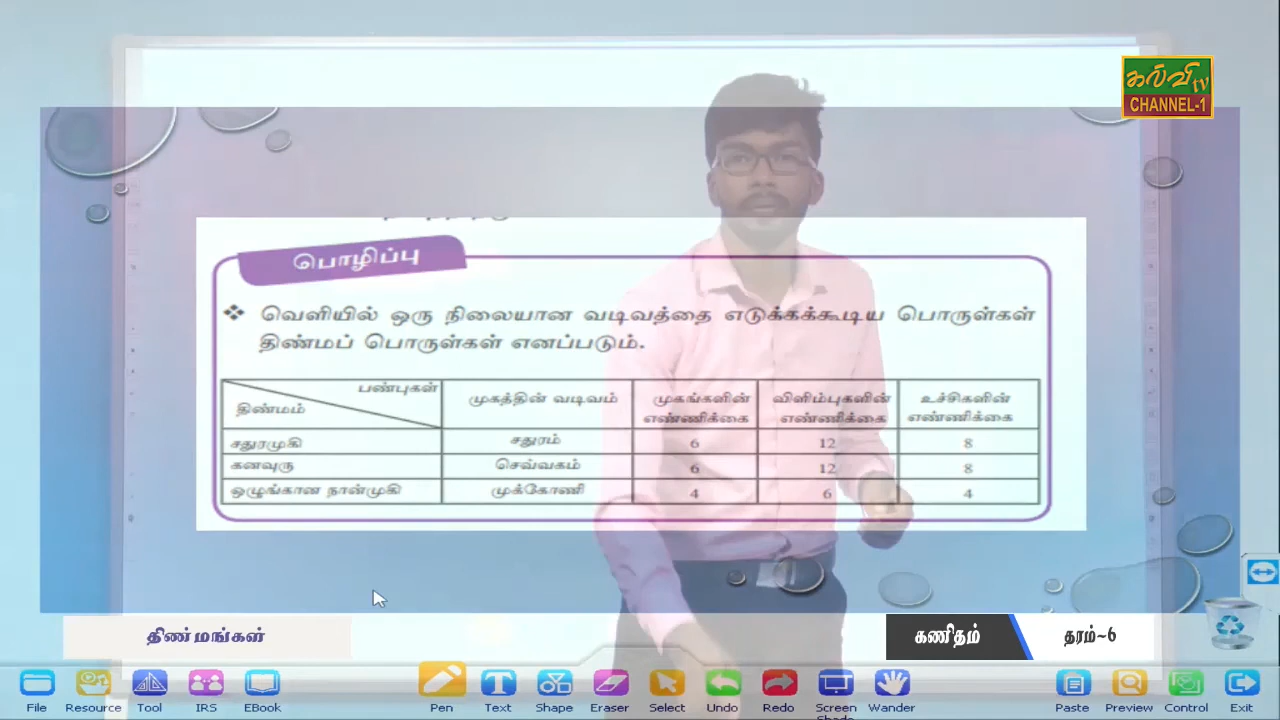 கல்வி tv
CHANNEL-1
பொழிப்பு
❖ வெளியில் ஒரு நிலையான வடிவத்தை எடுக்கக்கூடிய பொருள்கள்
திண்மப் பொருள்கள் எனப்படும்.
பண்புகள்
திண்மம்
முகத்தின் வடிவம்
முகங்களின்
எண்ணிக்கை
விளிம்புகளின்
எண்ணிக்கை
உச்சிகளின்
எண்ணிக்கை
சதுரமுகி சதுரம் 6 12 8
கனவுரு செவ்வகம் 6 12 8
ஒழுங்கான நான்முகி முக்கோணி 4 6 4
திண்மங்கள்
கணிதம் தரம்-6
File Resource Tool IRS EBook Pen Text Shape Eraser Select Undo Redo Screen Wander Paste Preview Control Exit